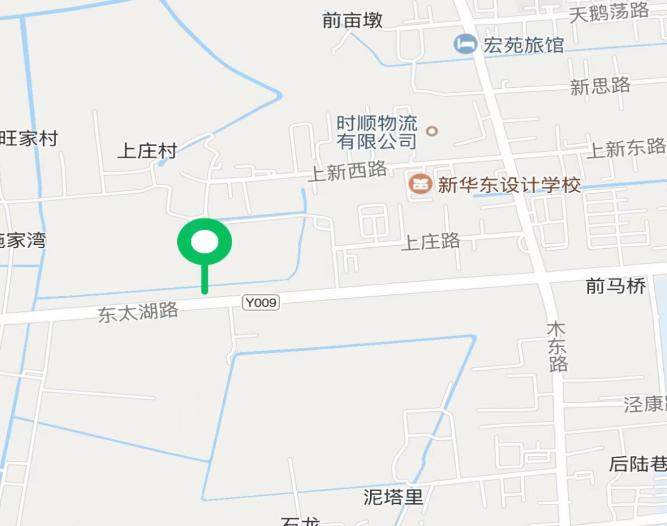 前亩墩
天鹅荡路
宏苑旅馆
新思路
时顺物流
有限公司
旺家村
上庄村
上新西路
上新东路
新华东设计学校
家湾
上庄路
前马桥
Y009
东太湖路
木东路
泾康
后陆巷
泥塔里
石龙